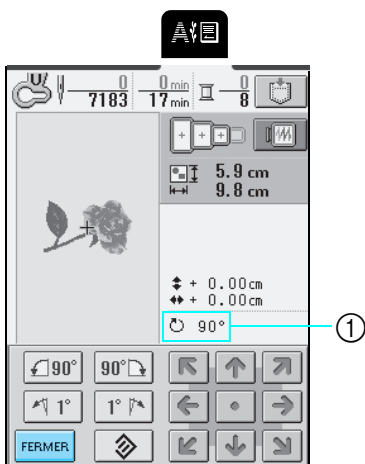 A
U
0 0 min 0
7183 17 min 8
5.9 cm
9.8 cm
+ 0.00cm
+ 0.00cm
90° ①
90° 90°
1° 1°
FERMER